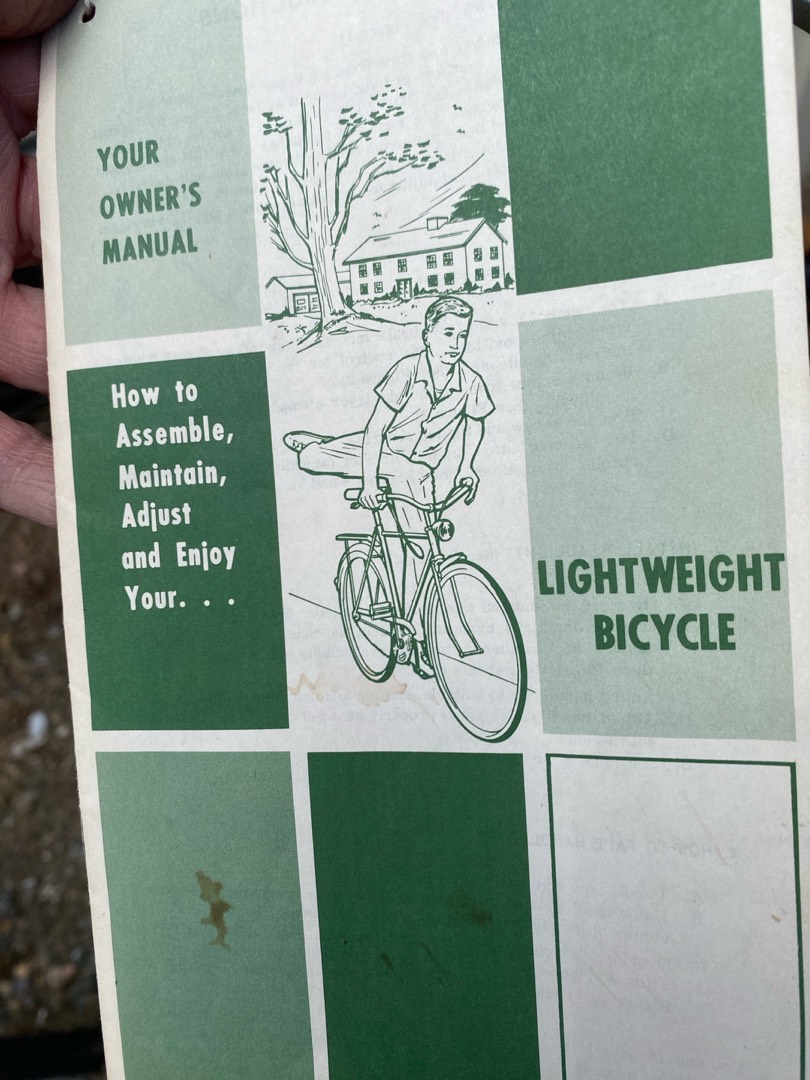 YOUR
OWNER'S
MANUAL
How to
Assemble,
Maintain,
Adjust
and Enjoy
Your. . .
LIGHTWEIGHT
BICYCLE